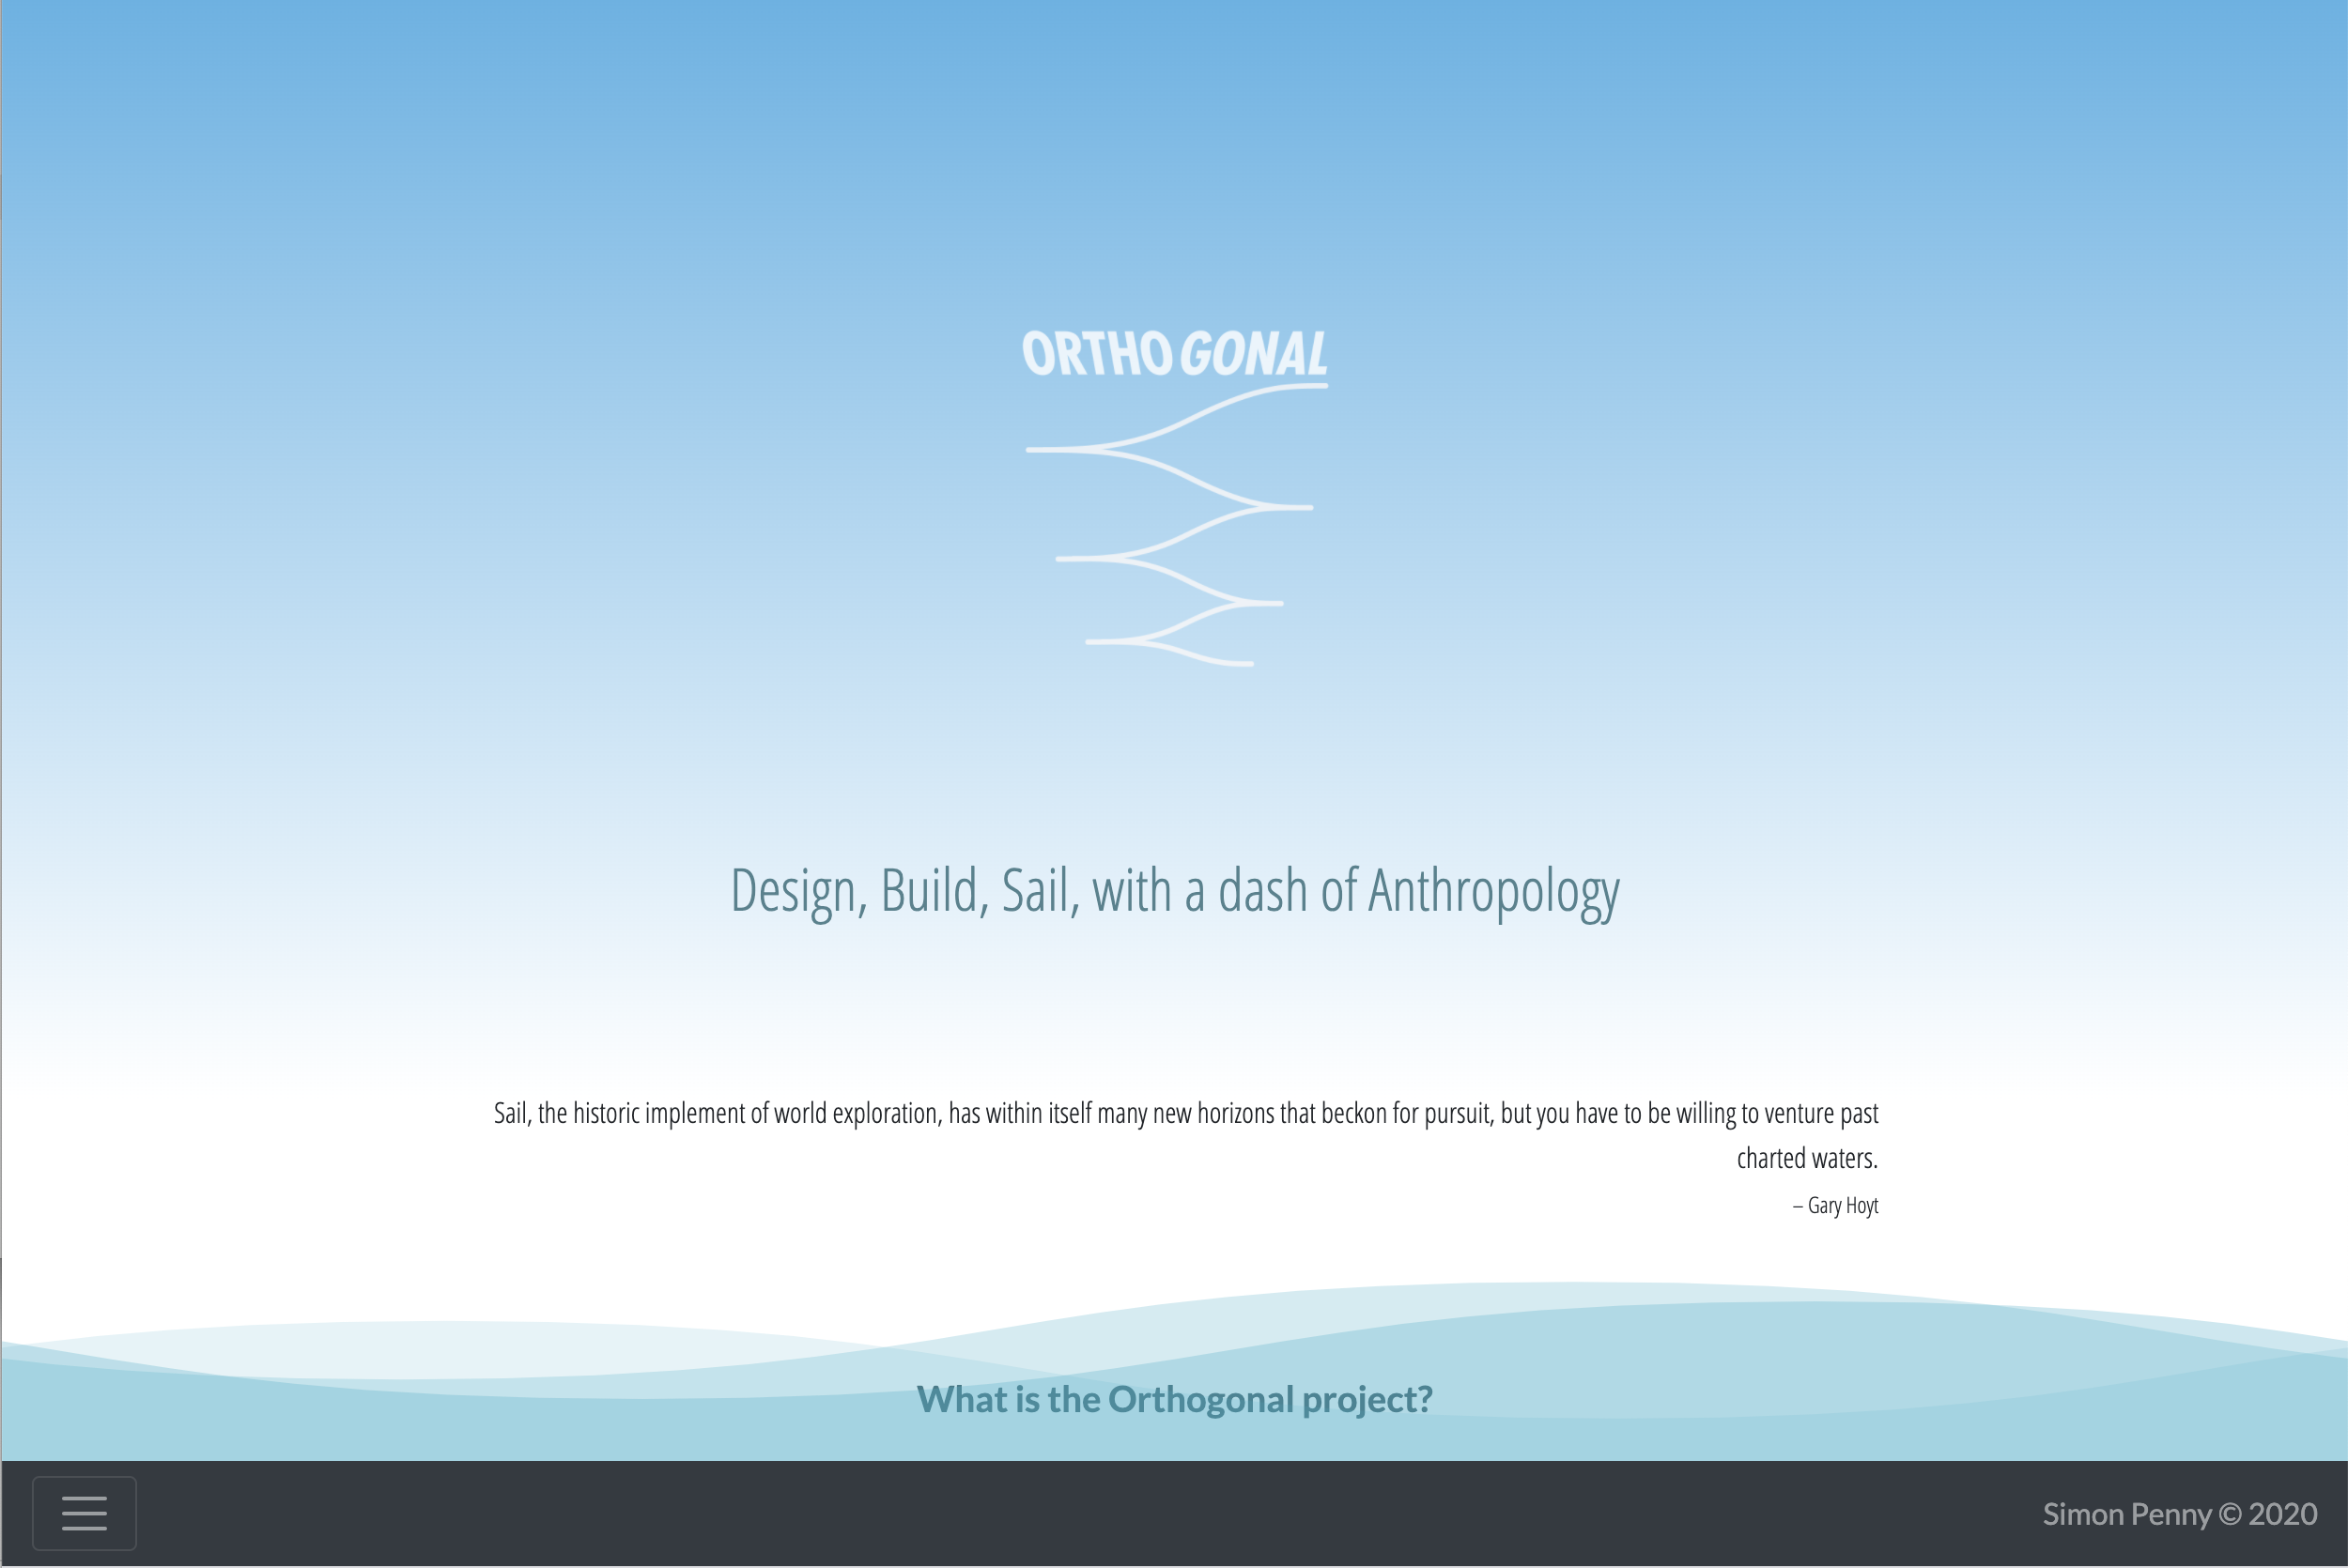 ORTHOGONAL
Design, Build, Sail, with a dash of Anthropology
Sail, the historic implement of world exploration, has within itself many new horizons that beckon for pursuit, but you have to be willing to venture past
charted waters.
– Gary Hoyt
What is the Orthogonal project?
Simon Penny © 2020